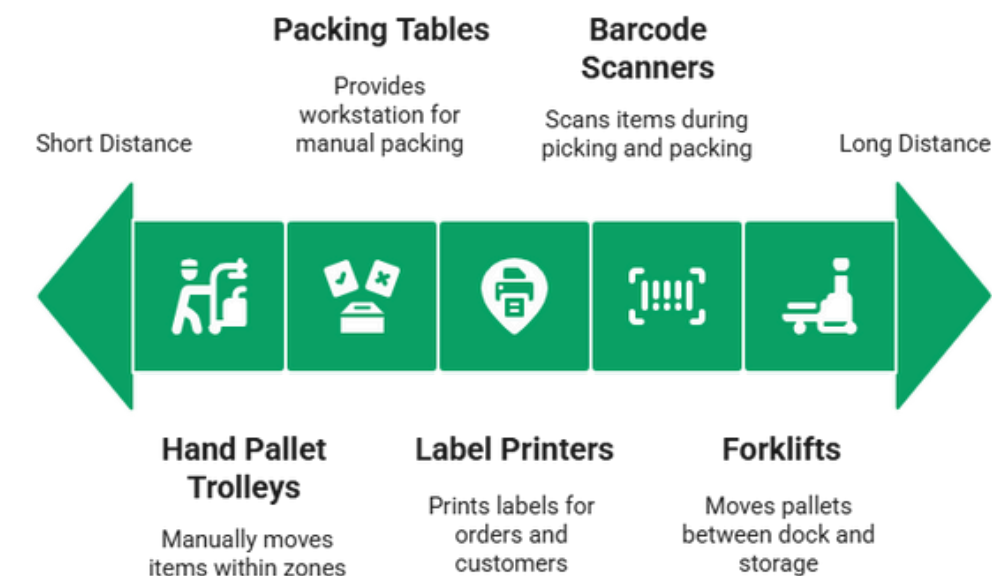 Packing Tables
Provides
workstation for
manual packing
Barcode
Scanners
Scans items during
picking and packing
Short Distance
Long Distance
Hand Pallet
Trolleys
Manually moves
items within zones
Label Printers
Prints labels for
orders and
customers
Forklifts
Moves pallets
between dock and
storage